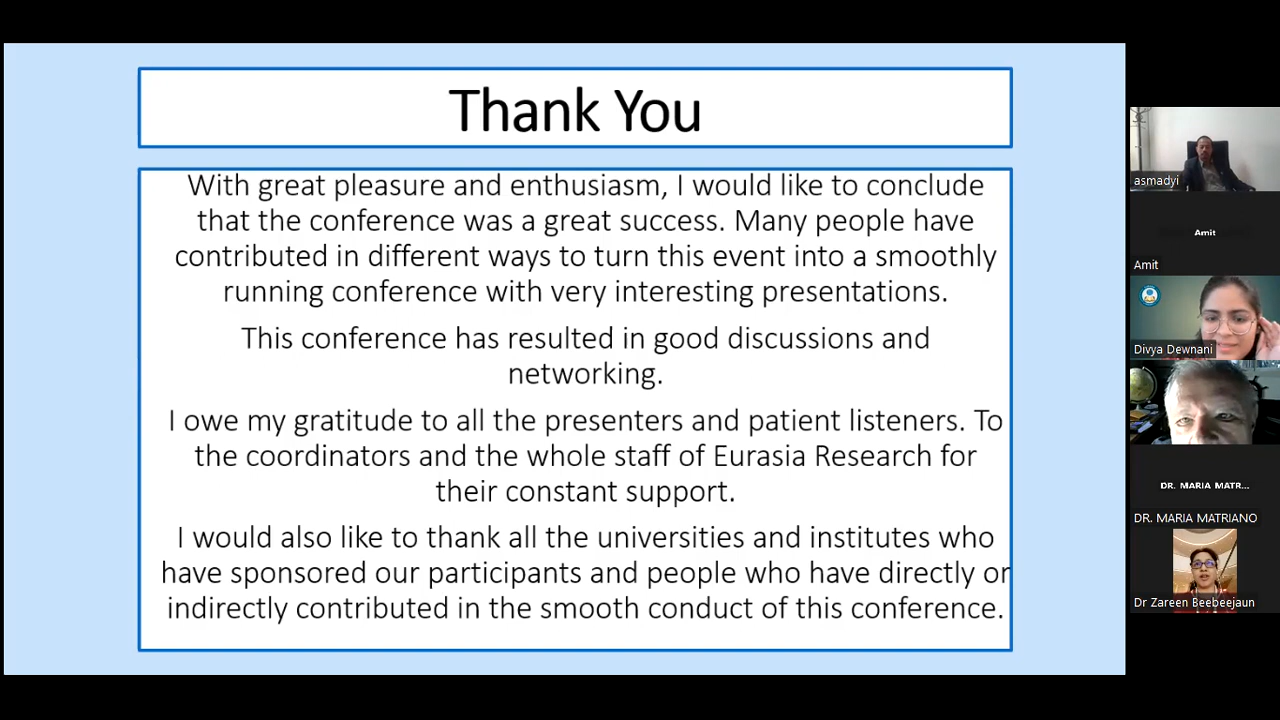 Thank You
With great pleasure and enthusiasm, I would like to conclude
that the conference was a great success. Many people have
contributed in different ways to turn this event into a smoothly
running conference with very interesting presentations.
This conference has resulted in good discussions and
networking.
I owe my gratitude to all the presenters and patient listeners. To
the coordinators and the whole staff of Eurasia Research for
their constant support.
I would also like to thank all the universities and institutes who
have sponsored our participants and people who have directly or
indirectly contributed in the smooth conduct of this conference.
asmadyi
Amit
Amit
Divya Dewnani
DR. MARIA MATR...
DR. MARIA MATRIANO
Dr Zareen Beebeejaun